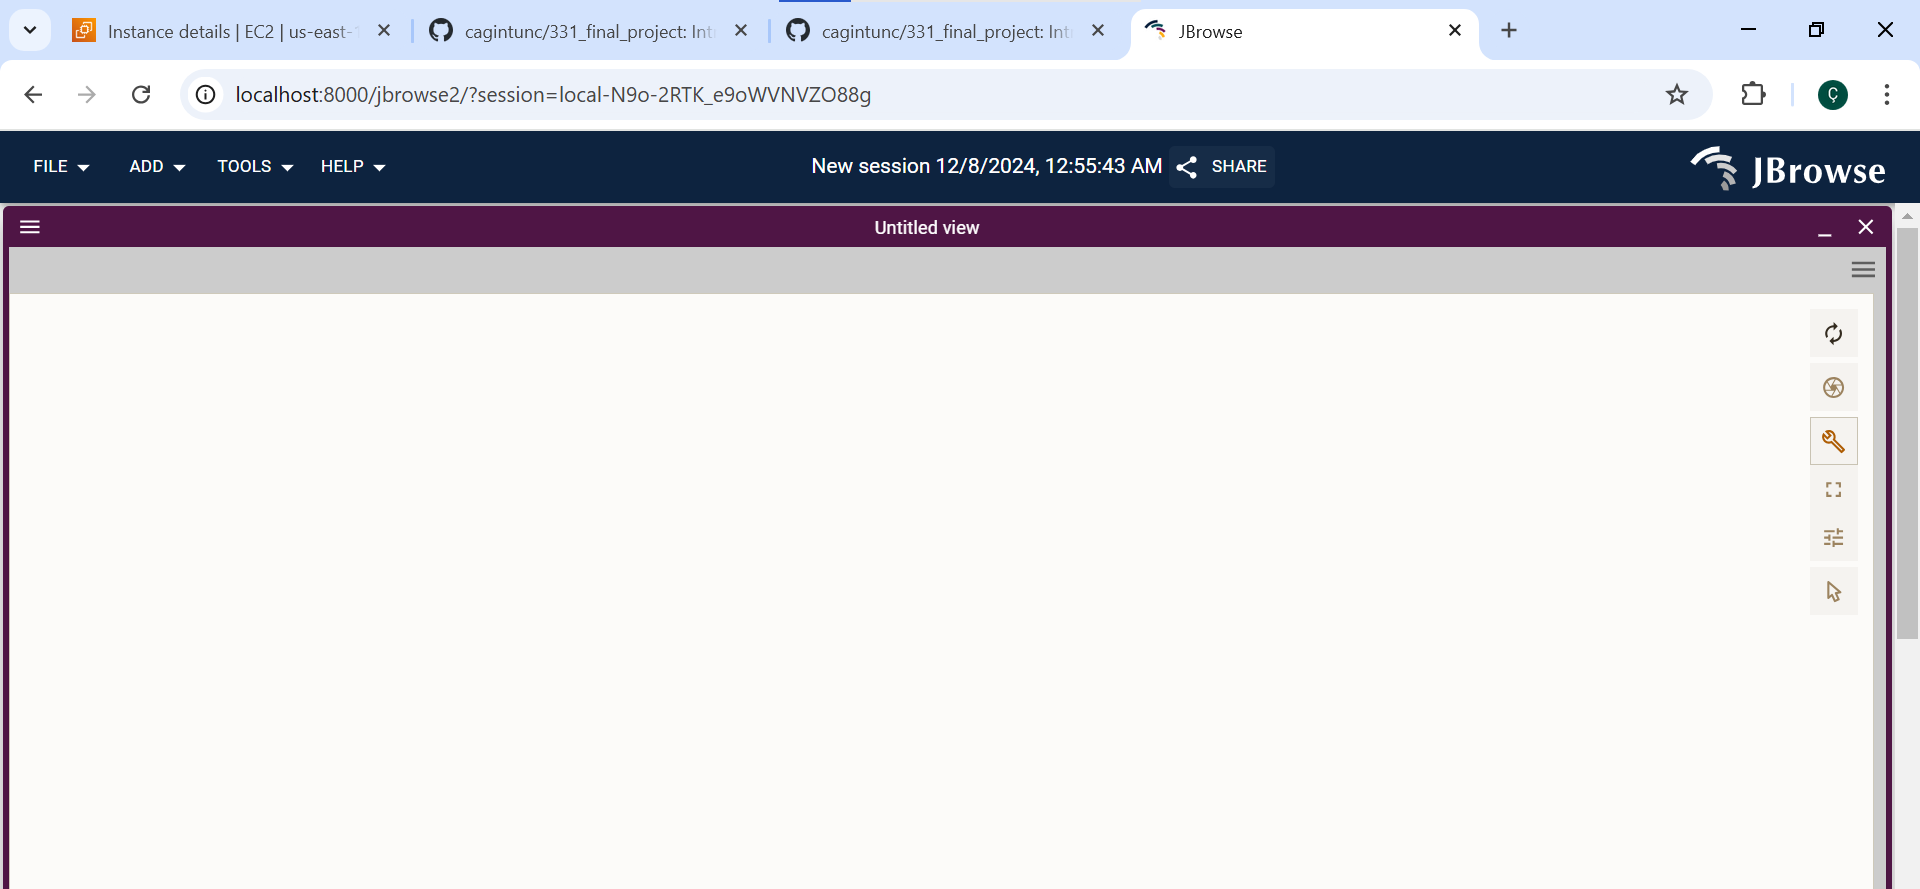 Instance details | EC2 | us-east-1
cagintunc/331_final_project: Int
cagintunc/331_final_project: Int
JBrowse
localhost:8000/jbrowse2/?session=local-N9o-2RTK_e9oWVNVZO88g
Ç
FILE ADD TOOLS HELP
New session 12/8/2024, 12:55:43 AM SHARE
JBrowse
Untitled view